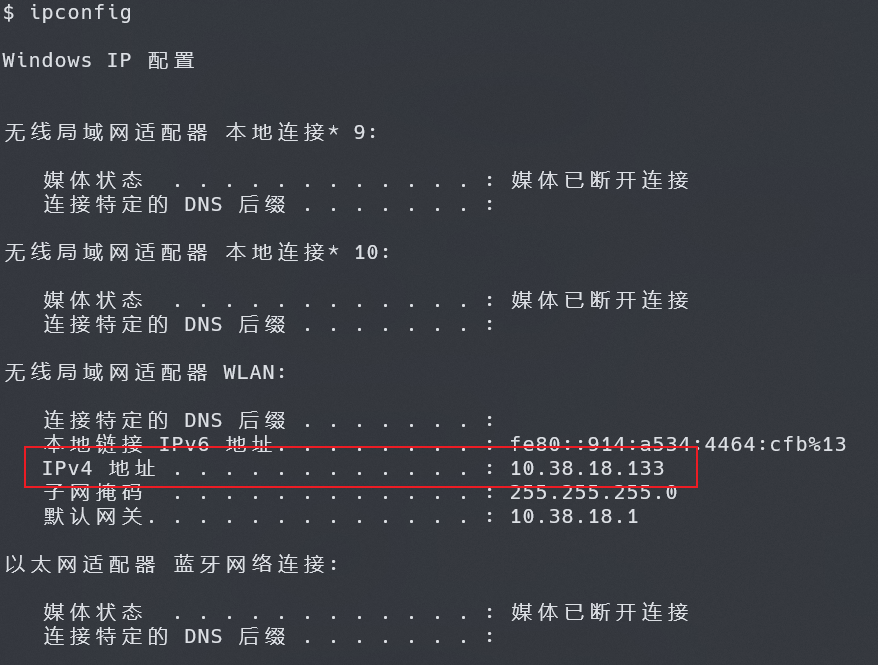 $ ipconfig
Windows IP 配置
无线局域网适配器 本地连接* 9:
媒体状态 . . . . . . . . . . . . : 媒体已断开连接
连接特定的 DNS 后缀 . . . . . . . :
无线局域网适配器 本地连接* 10:
媒体状态 . . . . . . . . . . . . : 媒体已断开连接
连接特定的 DNS 后缀 . . . . . . . :
无线局域网适配器 WLAN:
连接特定的 DNS 后缀 . . . . . . . :
本地链接 IPv6 地址. . . . . . . . : fe80::914:a534:4464:cfb%13
IPv4 地址 . . . . . . . . . . . . : 10.38.18.133
子网掩码 . . . . . . . . . . . . : 255.255.255.0
默认网关. . . . . . . . . . . . . : 10.38.18.1
以太网适配器 蓝牙网络连接:
媒体状态 . . . . . . . . . . . . : 媒体已断开连接
连接特定的 DNS 后缀 . . . . . . . :